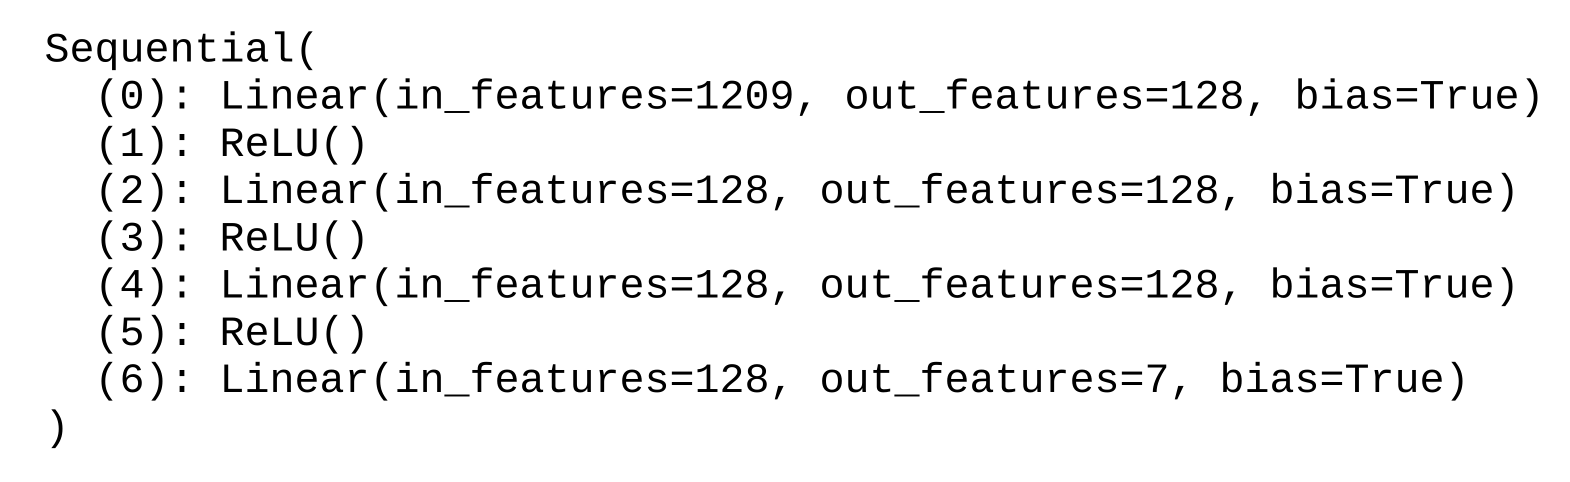 Sequential(
  (0): Linear(in_features=1209, out_features=128, bias=True)
  (1): ReLU()
  (2): Linear(in_features=128, out_features=128, bias=True)
  (3): ReLU()
  (4): Linear(in_features=128, out_features=128, bias=True)
  (5): ReLU()
  (6): Linear(in_features=128, out_features=7, bias=True)
)